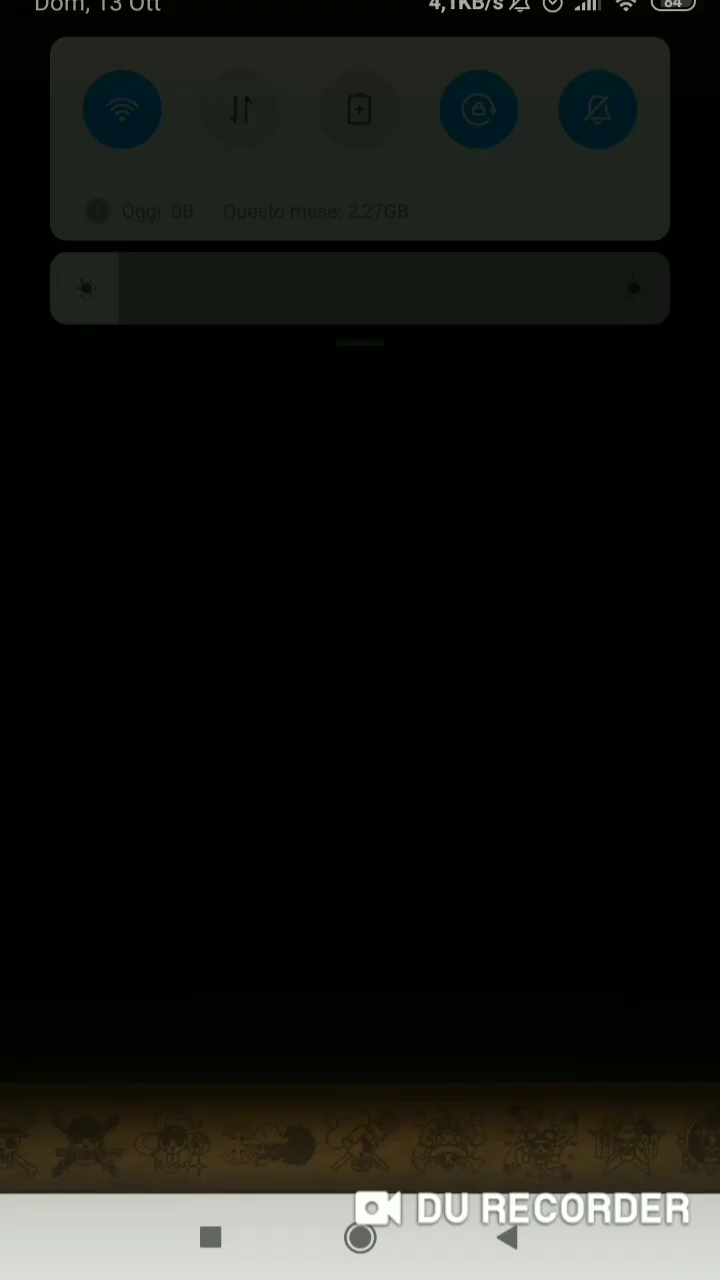 Dom, 13 Ott 4,1KB/s 84
Oggi: 0B Questo mese: 2,27GB
DU RECORDER